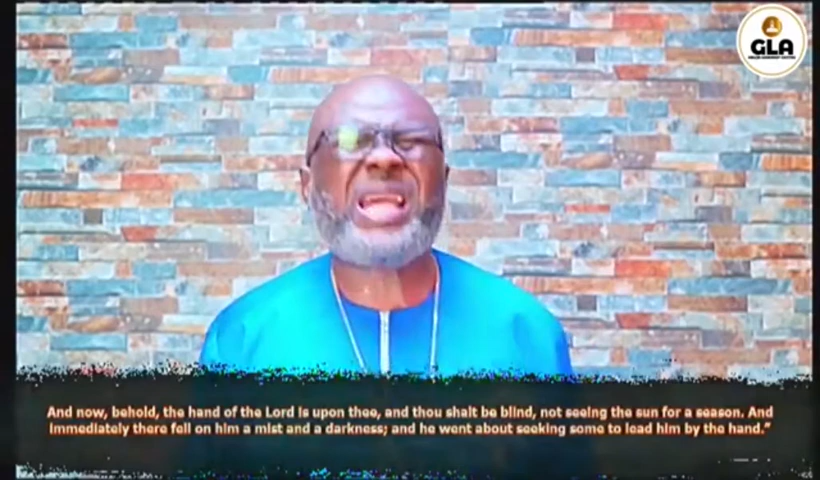 GLA
And now, behold, the hand of the Lord is upon thee, and thou shalt be blind, not seeing the sun for a season. And
immediately there fell on him a mist and a darkness; and he went about seeking some to lead him by the hand.”